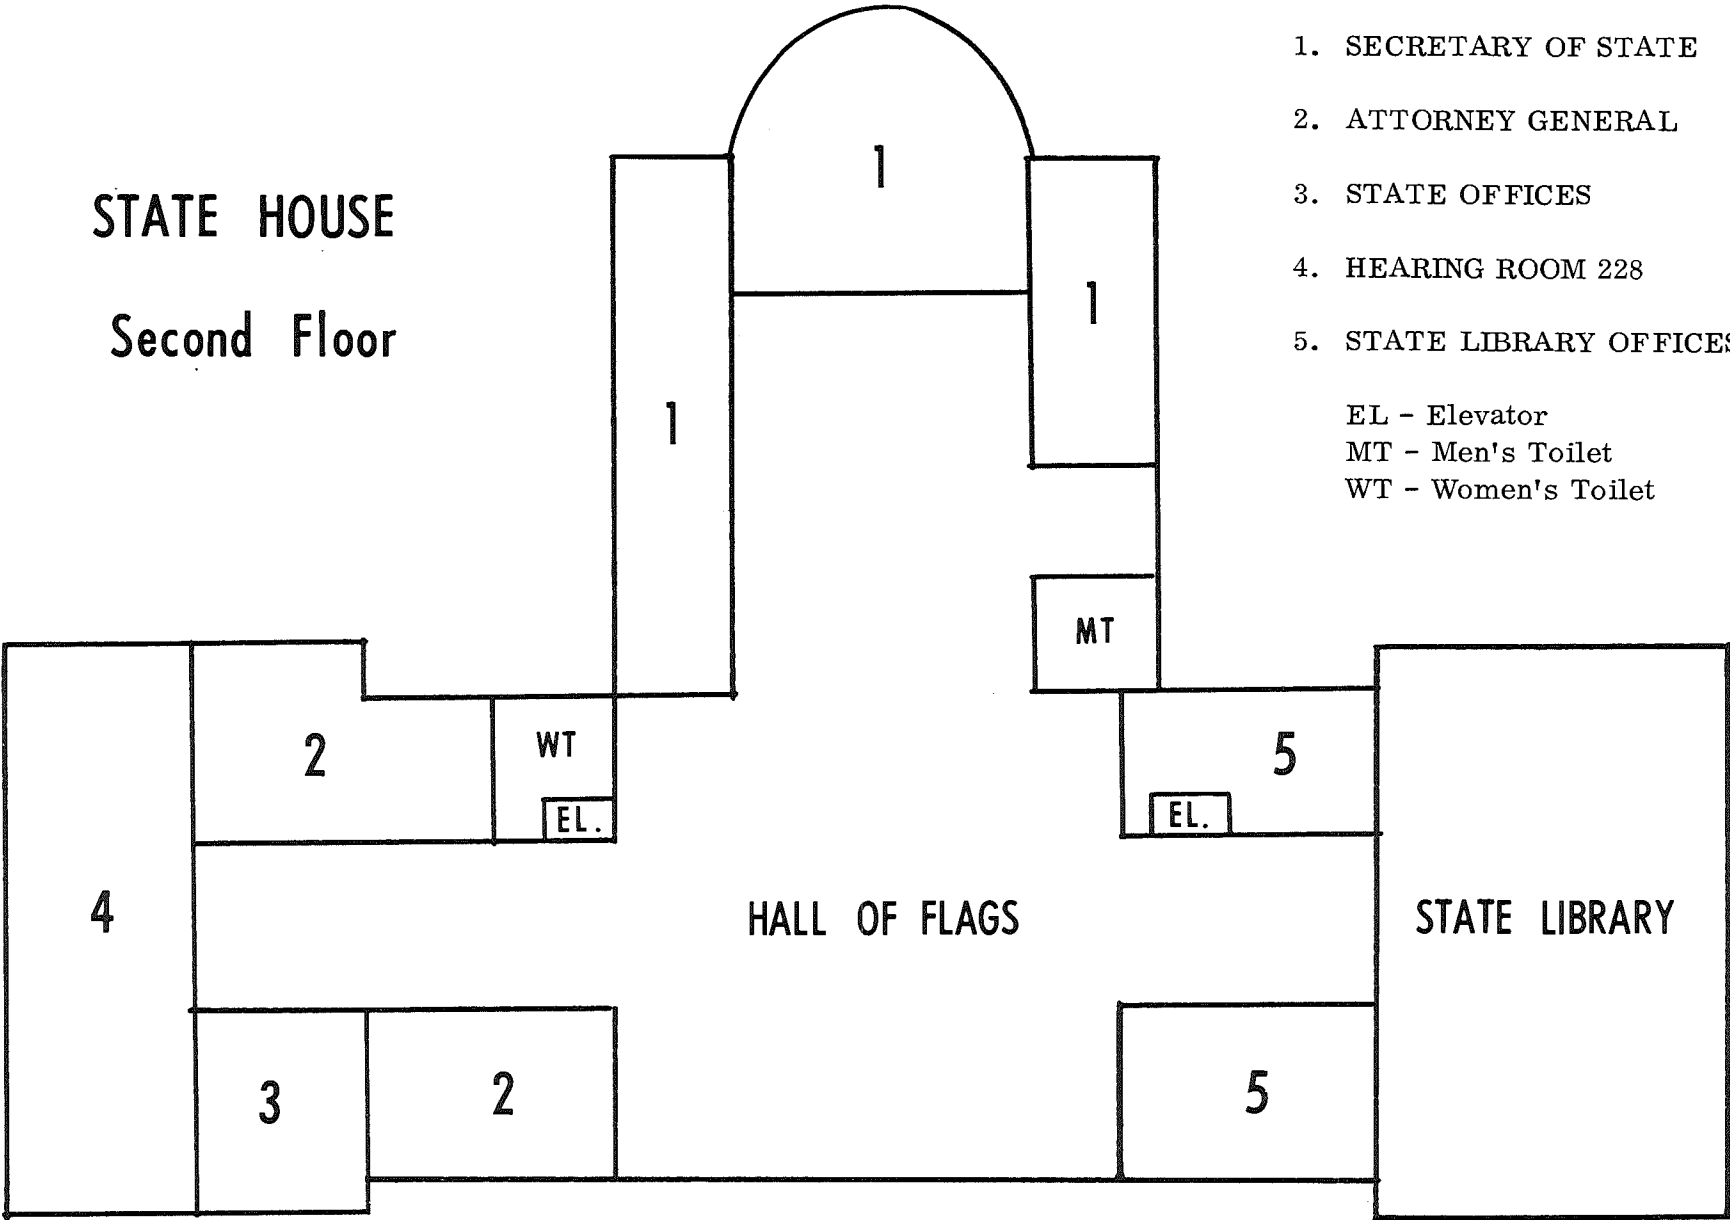 STATE HOUSE
Second Floor
1. SECRETARY OF STATE
2. ATTORNEY GENERAL
3. STATE OFFICES
4. HEARING ROOM 228
5. STATE LIBRARY OFFICES
EL - Elevator
MT - Men's Toilet
WT - Women's Toilet
1
1
1
MT
2
WT
EL.
5
EL.
4
HALL OF FLAGS
STATE LIBRARY
3
2
5